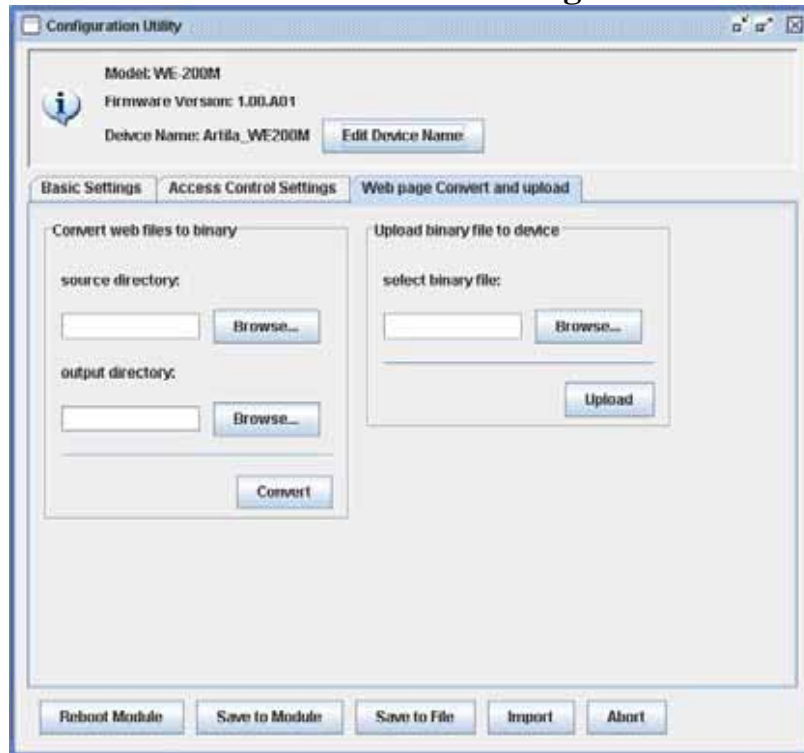 Configuration Utility
Model: WE-200M
Firmware Version: 1.00.A01
Deivce Name: Artila_WE200M
Edit Device Name
Basic Settings
Access Control Settings
Web page Convert and upload
Convert web files to binary
source directory:
Browse...
output directory:
Browse...
Convert
Upload binary file to device
select binary file:
Browse...
Upload
Reboot Module
Save to Module
Save to File
Import
Abort